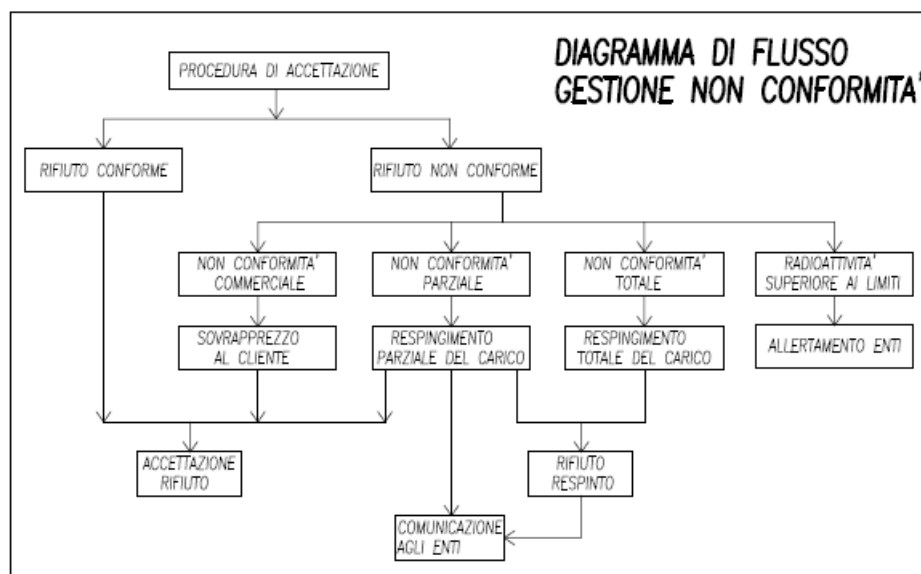 DIAGRAMMA DI FLUSSO
GESTIONE NON CONFORMITA'
PROCEDURA DI ACCETTAZIONE
RIFIUTO CONFORME
RIFIUTO NON CONFORME
NON CONFORMITA'
COMMERCIALE
NON CONFORMITA'
PARZIALE
NON CONFORMITA'
TOTALE
RADIOATTIVITA'
SUPERIORE AI LIMITI
SOVRAPPREZZO
AL CLIENTE
RESPINGIMENTO
PARZIALE DEL CARICO
RESPINGIMENTO
TOTALE DEL CARICO
ALLERTAMENTO ENTI
ACCETTAZIONE
RIFIUTO
RIFIUTO
RESPINTO
COMUNICAZIONE
AGLI ENTI